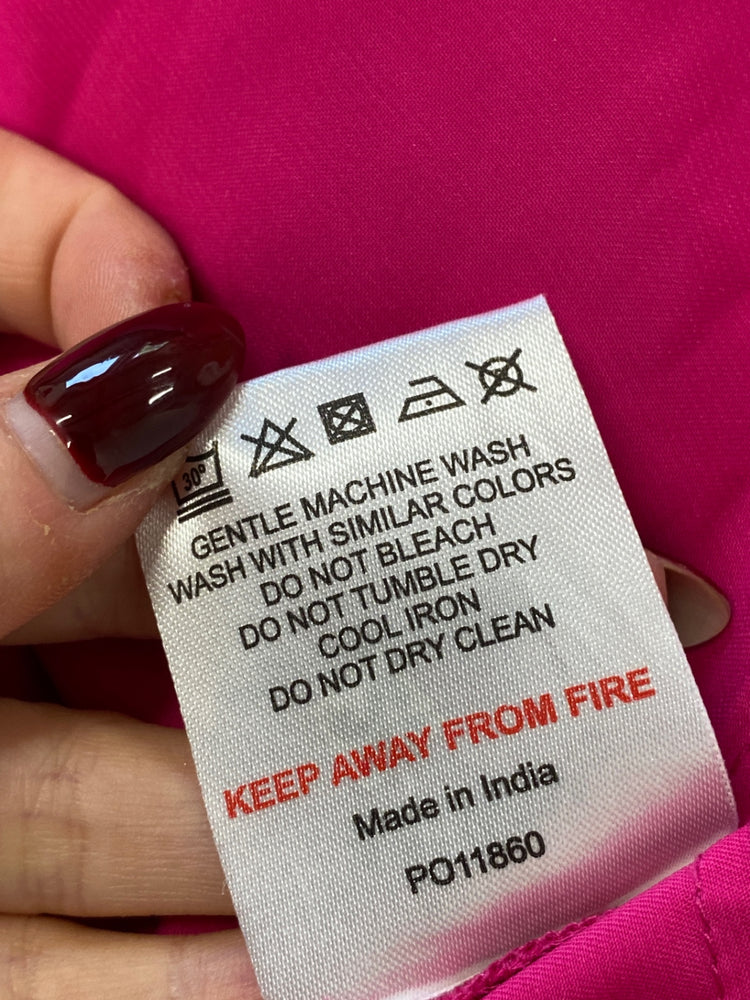 30°
GENTLE MACHINE WASH
WASH WITH SIMILAR COLORS
DO NOT BLEACH
DO NOT TUMBLE DRY
COOL IRON
DO NOT DRY CLEAN
KEEP AWAY FROM FIRE
Made in India
PO11860